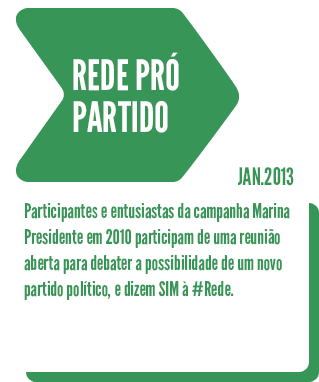 REDE PRÓ
PARTIDO
JAN.2013
Participantes e entusiastas da campanha Marina
Presidente em 2010 participam de uma reunião
aberta para debater a possibilidade de um novo
partido político, e dizem SIM à #Rede.